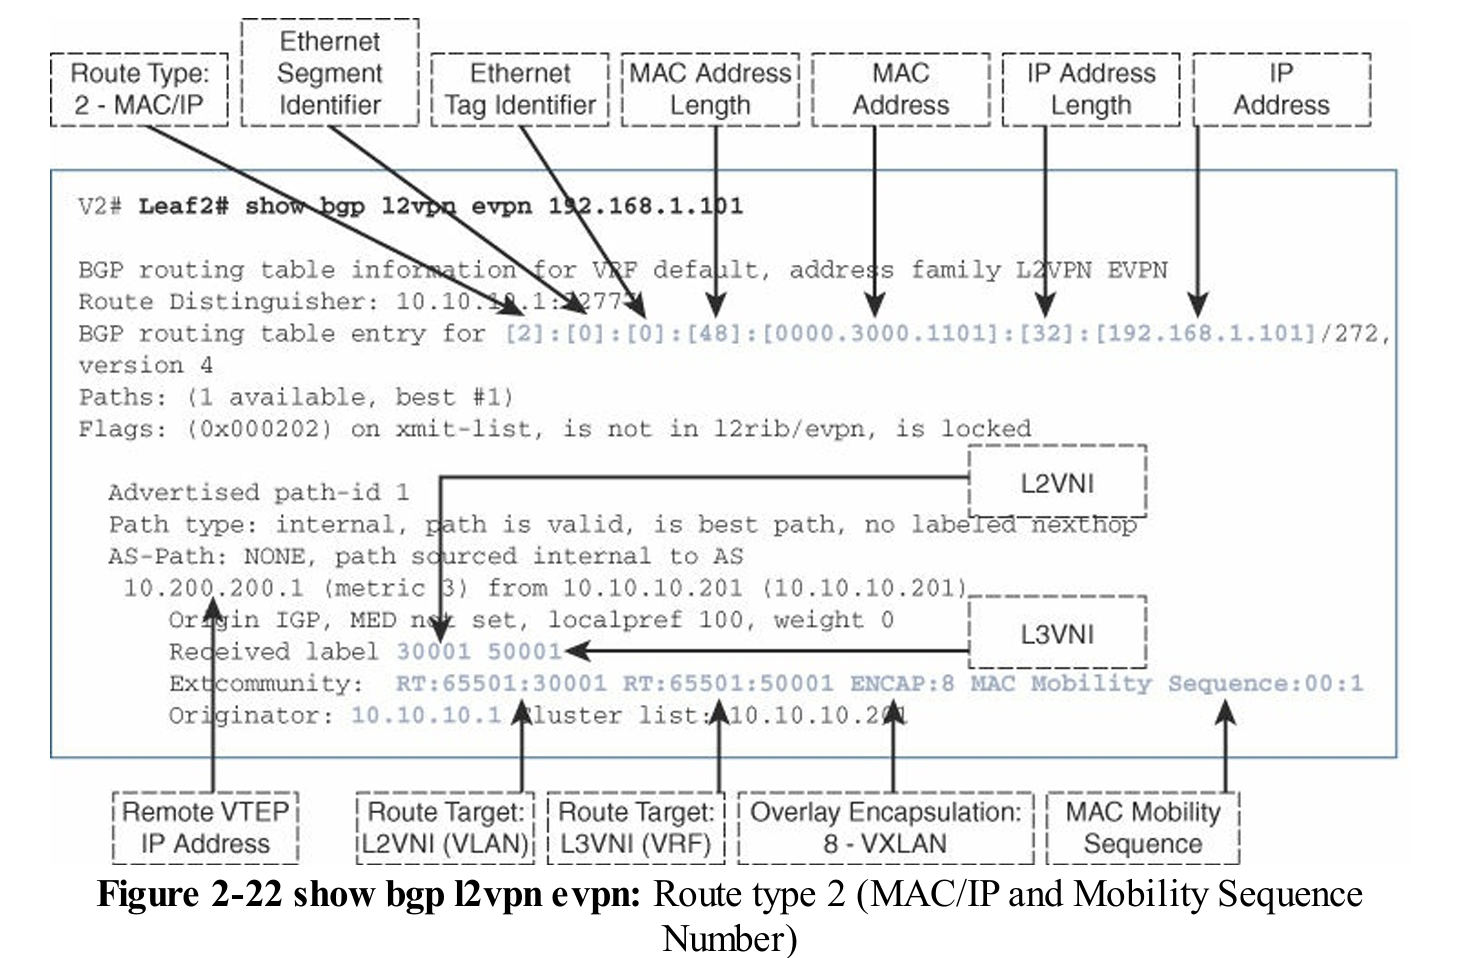 Route Type:
2 - MAC/IP
Ethernet
Segment
Identifier
Ethernet
Tag Identifier
MAC Address
Length
MAC
Address
IP Address
Length
IP
Address
V2# Leaf2# show bgp l2vpn evpn 192.168.1.101
BGP routing table information for VRF default, address family L2VPN EVPN
Route Distinguisher: 10.10.10.1:32777
BGP routing table entry for [2]:[0]:[0]:[48]:[0000.3000.1101]:[32]:[192.168.1.101]/272,
version 4
Paths: (1 available, best #1)
Flags: (0x000202) on xmit-list, is not in l2rib/evpn, is locked
L2VNI
Advertised path-id 1
Path type: internal, path is valid, is best path, no labeled nexthop
AS-Path: NONE, path sourced internal to AS
10.200.200.1 (metric 3) from 10.10.10.201 (10.10.10.201)
Origin IGP, MED not set, localpref 100, weight 0
L3VNI
Received label 30001 50001
Extcommunity: RT:65501:30001 RT:65501:50001 ENCAP:8 MAC Mobility Sequence:00:1
Originator: 10.10.10.1 Cluster list: 10.10.10.201
Remote VTEP
IP Address
Route Target:
L2VNI (VLAN)
Route Target:
L3VNI (VRF)
Overlay Encapsulation:
8 - VXLAN
MAC Mobility
Sequence
Figure 2-22 show bgp l2vpn evpn: Route type 2 (MAC/IP and Mobility Sequence
Number)